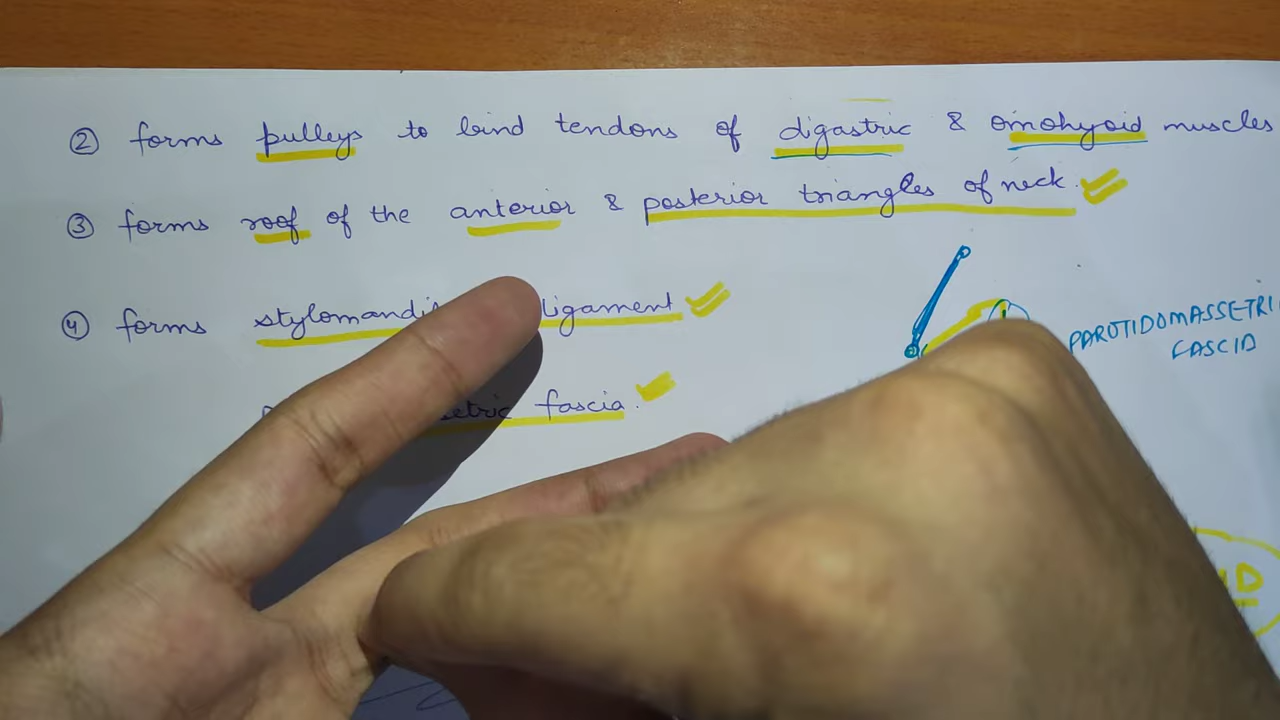 ② forms pulleys to bind tendons of digastric & omohyoid muscles
③ forms roof of the anterior & posterior triangles of neck.
④ forms ligament
PAROTIDOMASSETRI
FASCIA
fascia.